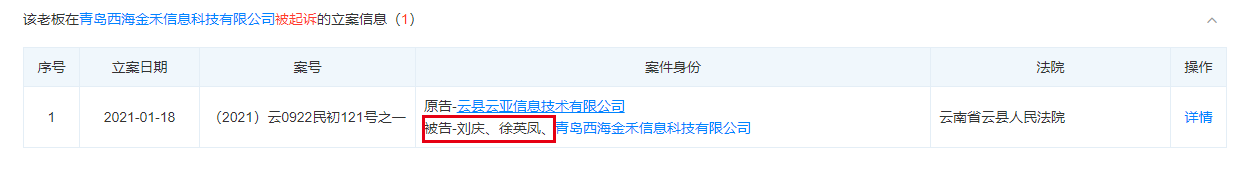 该老板在青岛西海金禾信息科技有限公司被起诉的立案信息（1）
序号 立案日期 案号 案件身份 法院 操作
原告-云县云亚信息技术有限公司
1 2021-01-18 （2021）云0922民初121号之一 云南省云县人民法院 详情
被告-刘庆、徐英凤、青岛西海金禾信息科技有限公司